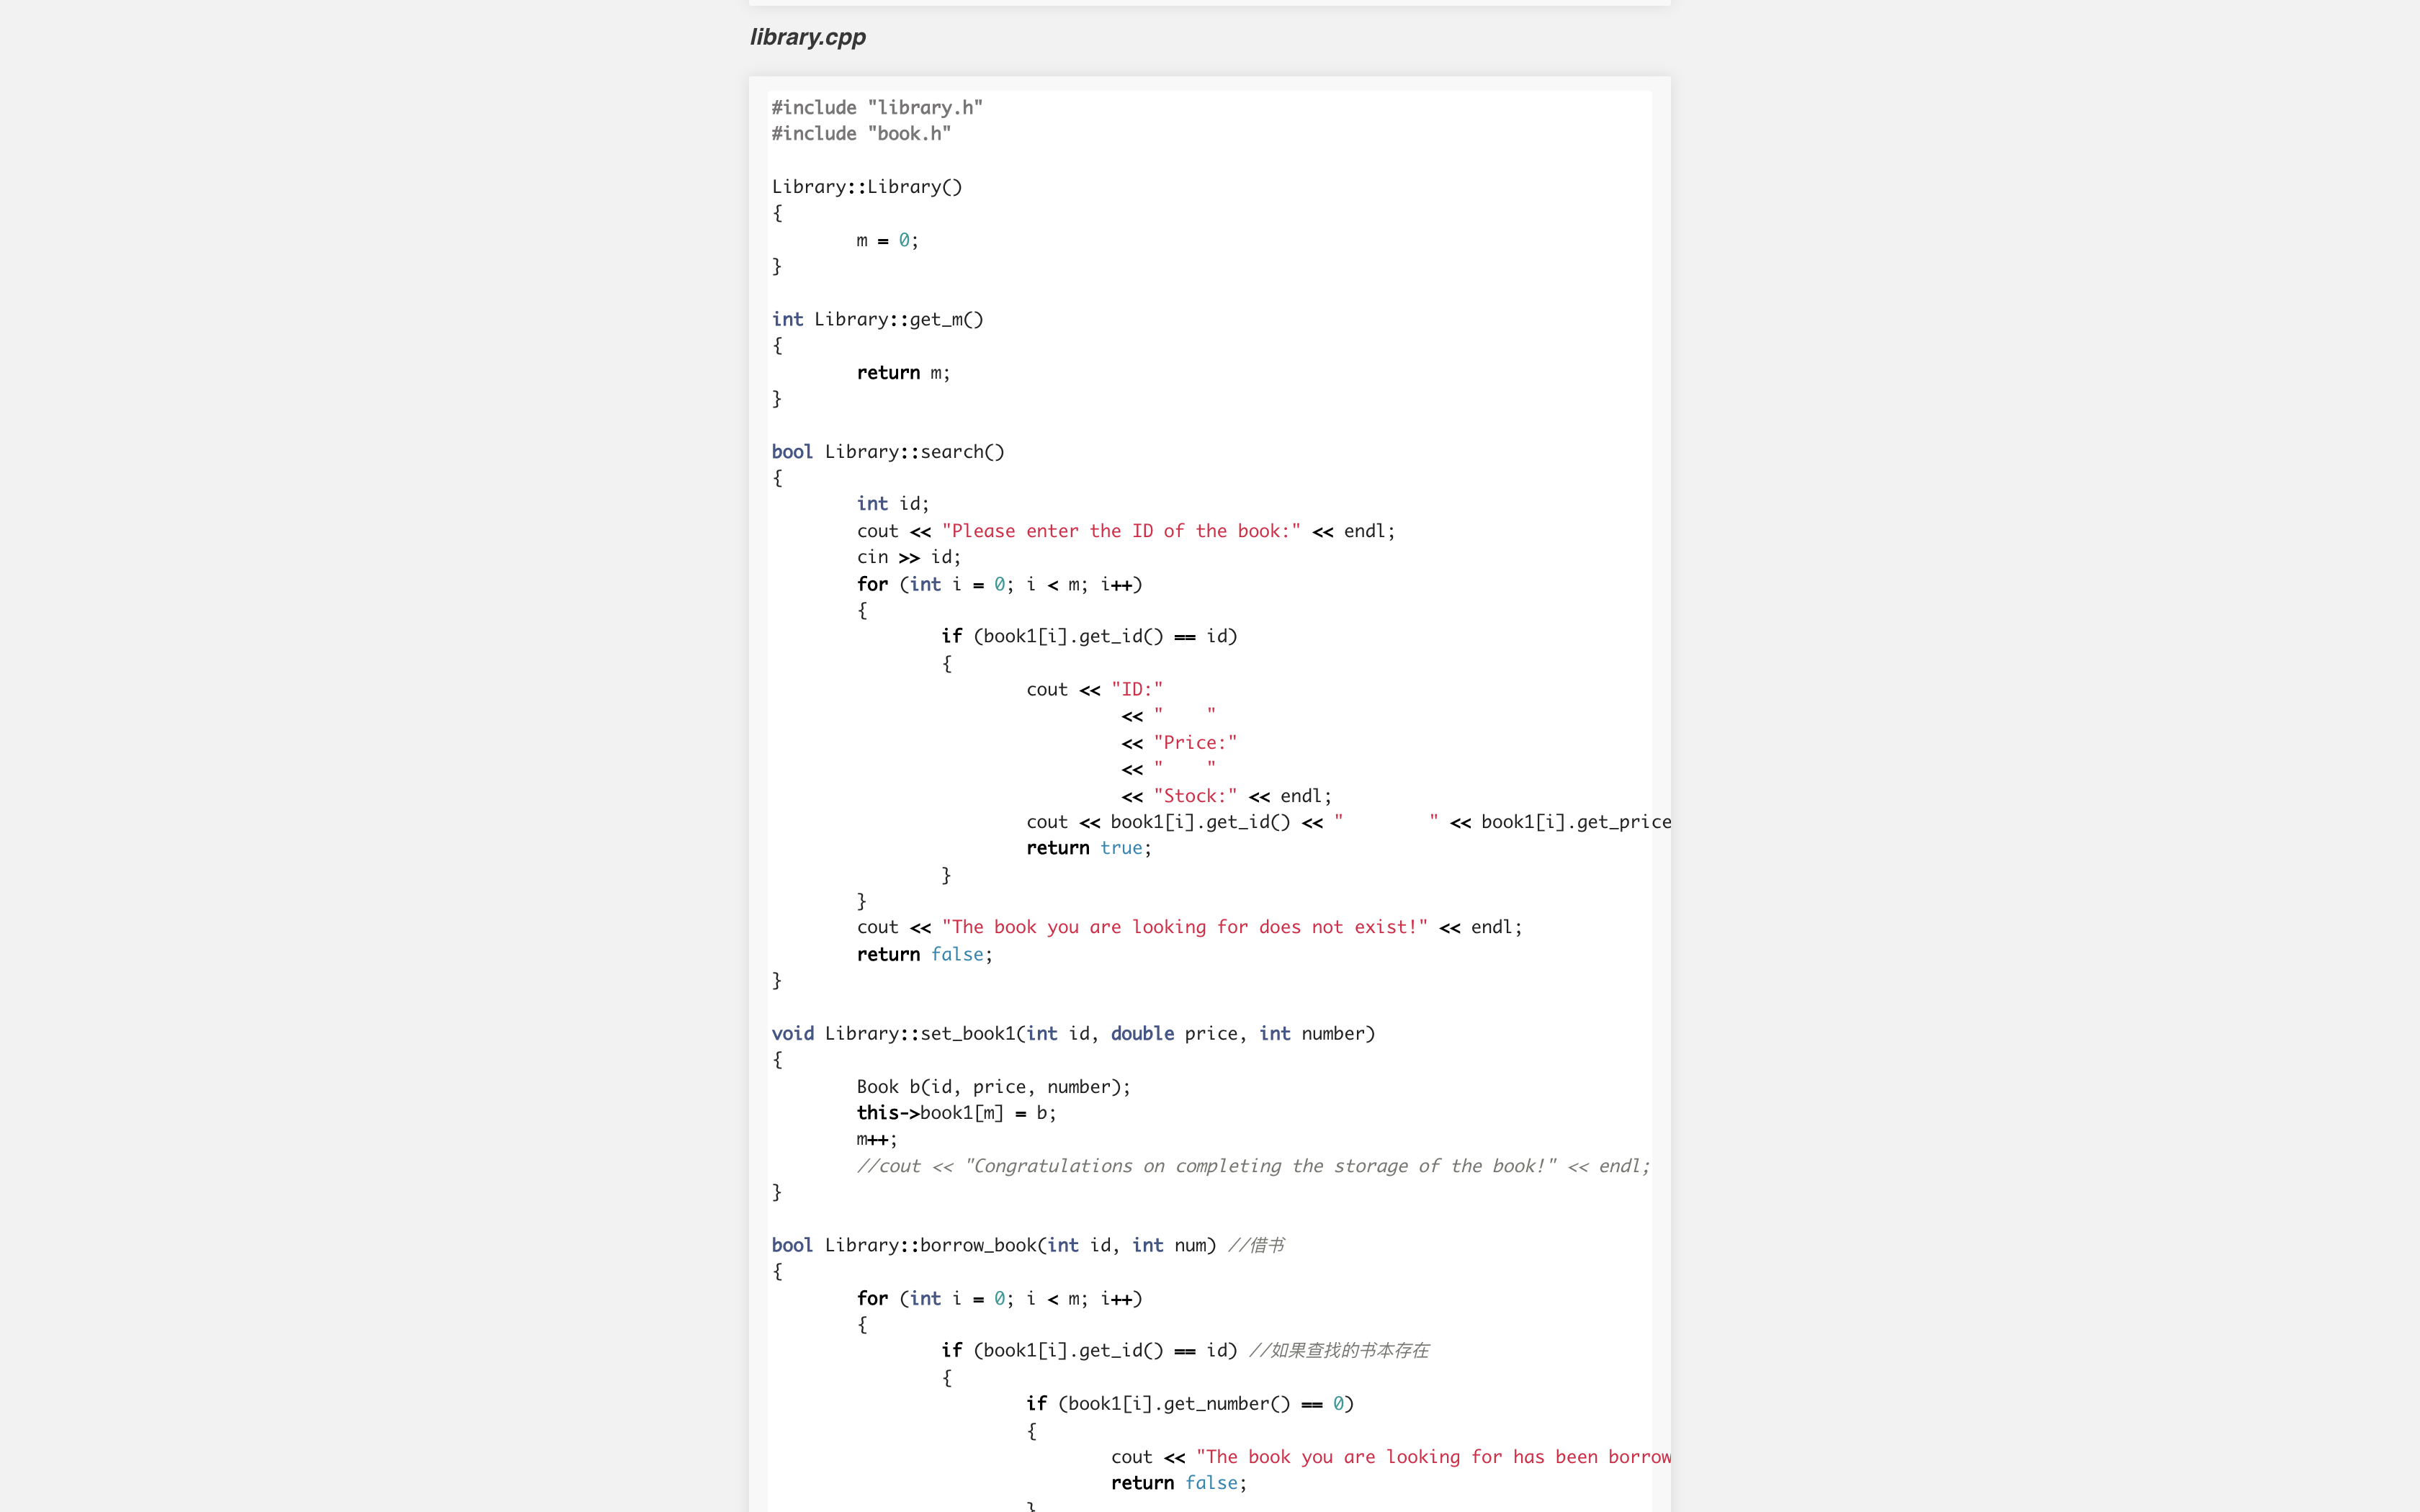 library.cpp
#include "library.h"
#include "book.h"
Library::Library()
{
        m = 0;
}
int Library::get_m()
{
        return m;
}
bool Library::search()
{
        int id;
        cout << "Please enter the ID of the book:" << endl;
        cin >> id;
        for (int i = 0; i < m; i++)
        {
                if (book1[i].get_id() == id)
                {
                        cout << "ID:"
                                 << "    "
                                 << "Price:"
                                 << "    "
                                 << "Stock:" << endl;
                        cout << book1[i].get_id() << "        " << book1[i].get_price
                        return true;
                }
        }
        cout << "The book you are looking for does not exist!" << endl;
        return false;
}
void Library::set_book1(int id, double price, int number)
{
        Book b(id, price, number);
        this->book1[m] = b;
        m++;
        //cout << "Congratulations on completing the storage of the book!" << endl;
}
bool Library::borrow_book(int id, int num) //借书
{
        for (int i = 0; i < m; i++)
        {
                if (book1[i].get_id() == id) //如果查找的书本存在
                {
                        if (book1[i].get_number() == 0)
                        {
                                cout << "The book you are looking for has been borrow
                                return false;
                        }